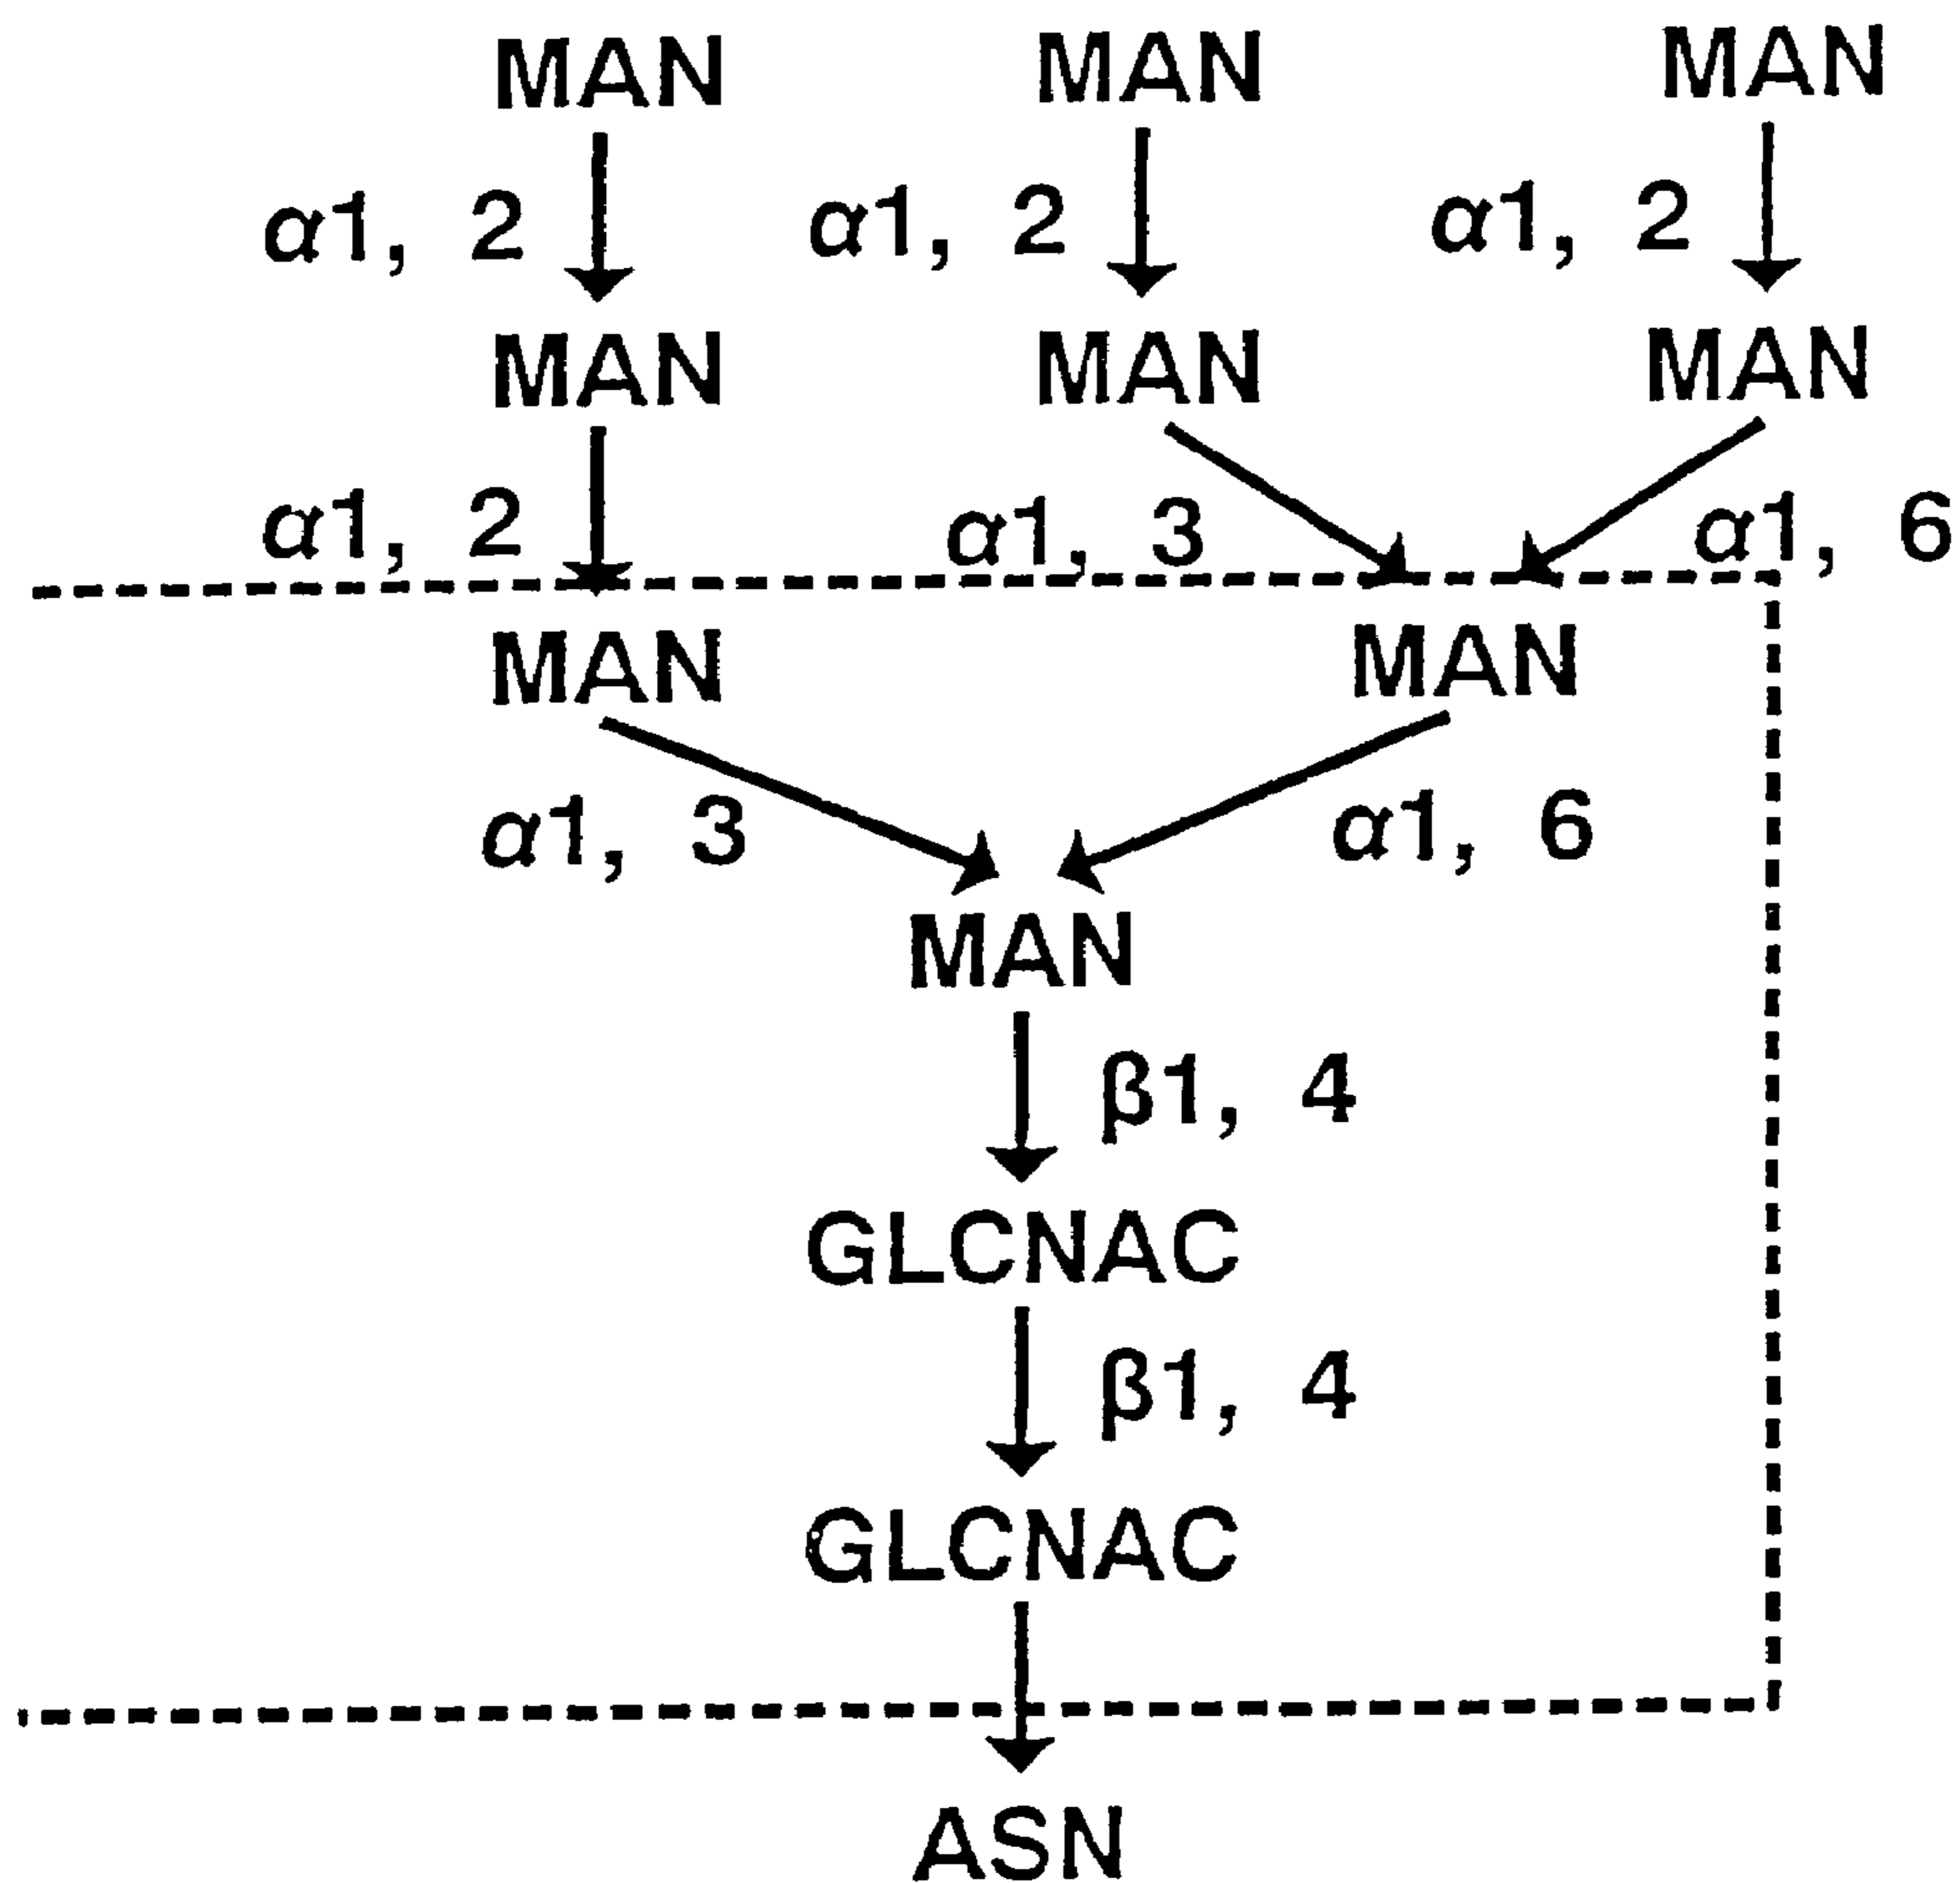 MAN MAN MAN
α1, 2 α1, 2 α1, 2
MAN MAN MAN
α1, 2 α1, 3 α1, 6
MAN MAN
α1, 3 α1, 6
MAN
β1, 4
GLCNAC
β1, 4
GLCNAC
ASN